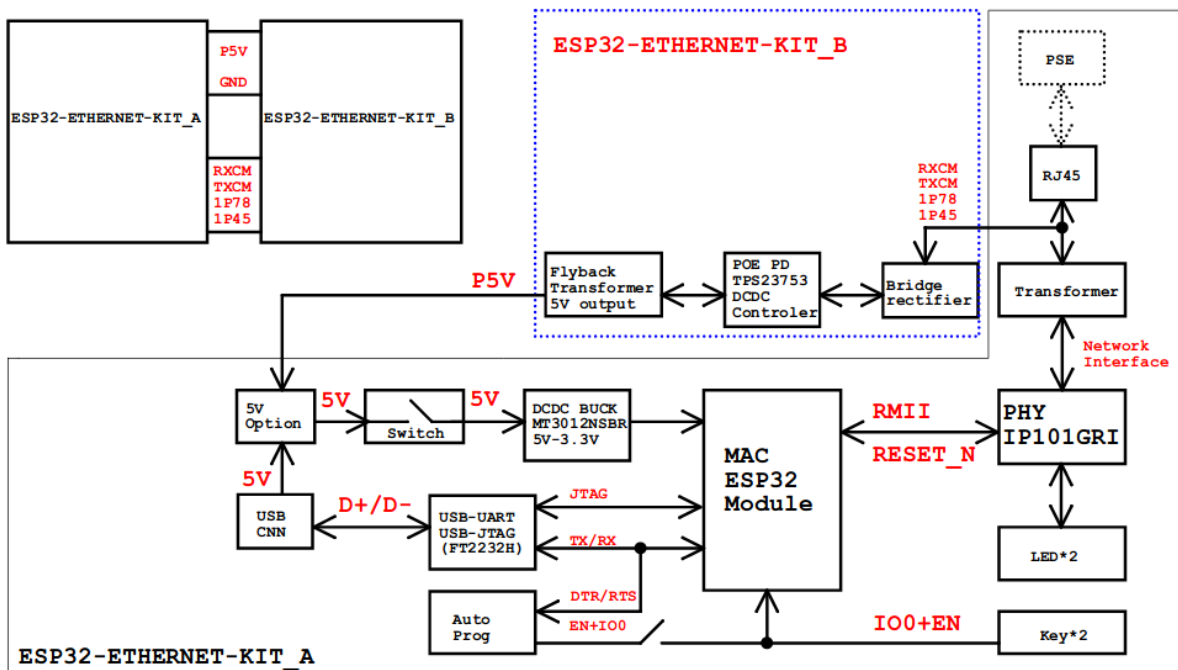 P5V
GND
ESP32-ETHERNET-KIT_A
ESP32-ETHERNET-KIT_B
RXCM
TXCM
1P78
1P45
ESP32-ETHERNET-KIT_B
PSE
RJ45
RXCM
TXCM
1P78
1P45
P5V
Flyback
Transformer
5V output
POE PD
TPS23753
DCDC
Controler
Bridge
rectifier
Transformer
Network
Interface
5V
Option
5V
Switch
5V
DCDC BUCK
MT3012NSBR
5V-3.3V
MAC
ESP32
Module
RMII
RESET_N
PHY
IP101GRI
5V
USB
CNN
D+/D-
USB-UART
USB-JTAG
(FT2232H)
JTAG
TX/RX
LED*2
Auto
Prog
DTR/RTS
EN+IO0
IO0+EN
Key*2
ESP32-ETHERNET-KIT_A